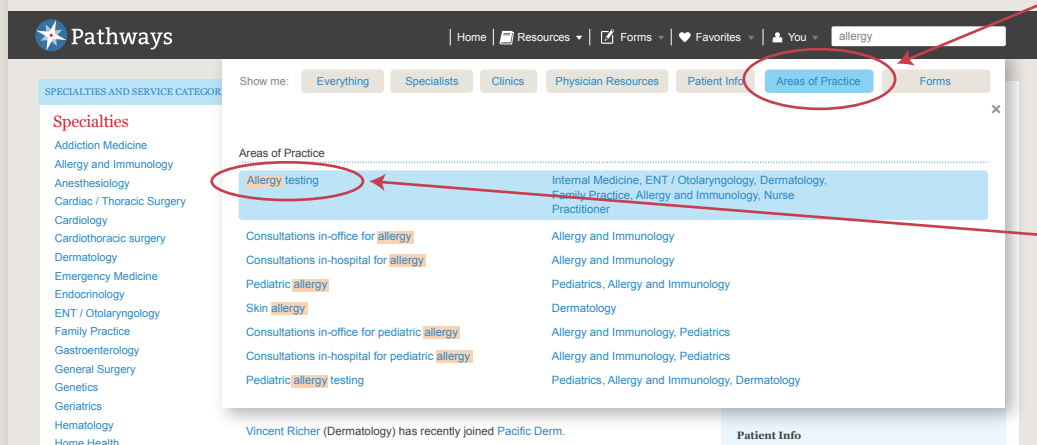 Pathways
Home
Resources
Forms
Favorites
You
allergy
Show me:
Everything
Specialists
Clinics
Physician Resources
Patient Info
Areas of Practice
Forms
SPECIALTIES AND SERVICE CATEGOR
Specialties
Addiction Medicine
Allergy and Immunology
Anesthesiology
Cardiac / Thoracic Surgery
Cardiology
Cardiothoracic surgery
Dermatology
Emergency Medicine
Endocrinology
ENT / Otolaryngology
Family Practice
Gastroenterology
General Surgery
Genetics
Geriatrics
Hematology
Home Health
×
Areas of Practice
Allergy testing
Internal Medicine, ENT / Otolaryngology, Dermatology,
Family Practice, Allergy and Immunology, Nurse
Practitioner
Consultations in-office for allergy
Allergy and Immunology
Consultations in-hospital for allergy
Allergy and Immunology
Pediatric allergy
Pediatrics, Allergy and Immunology
Skin allergy
Dermatology
Consultations in-office for pediatric allergy
Allergy and Immunology, Pediatrics
Consultations in-hospital for pediatric allergy
Allergy and Immunology, Pediatrics
Pediatric allergy testing
Pediatrics, Allergy and Immunology, Dermatology
Vincent Richer (Dermatology) has recently joined Pacific Derm.
Patient Info